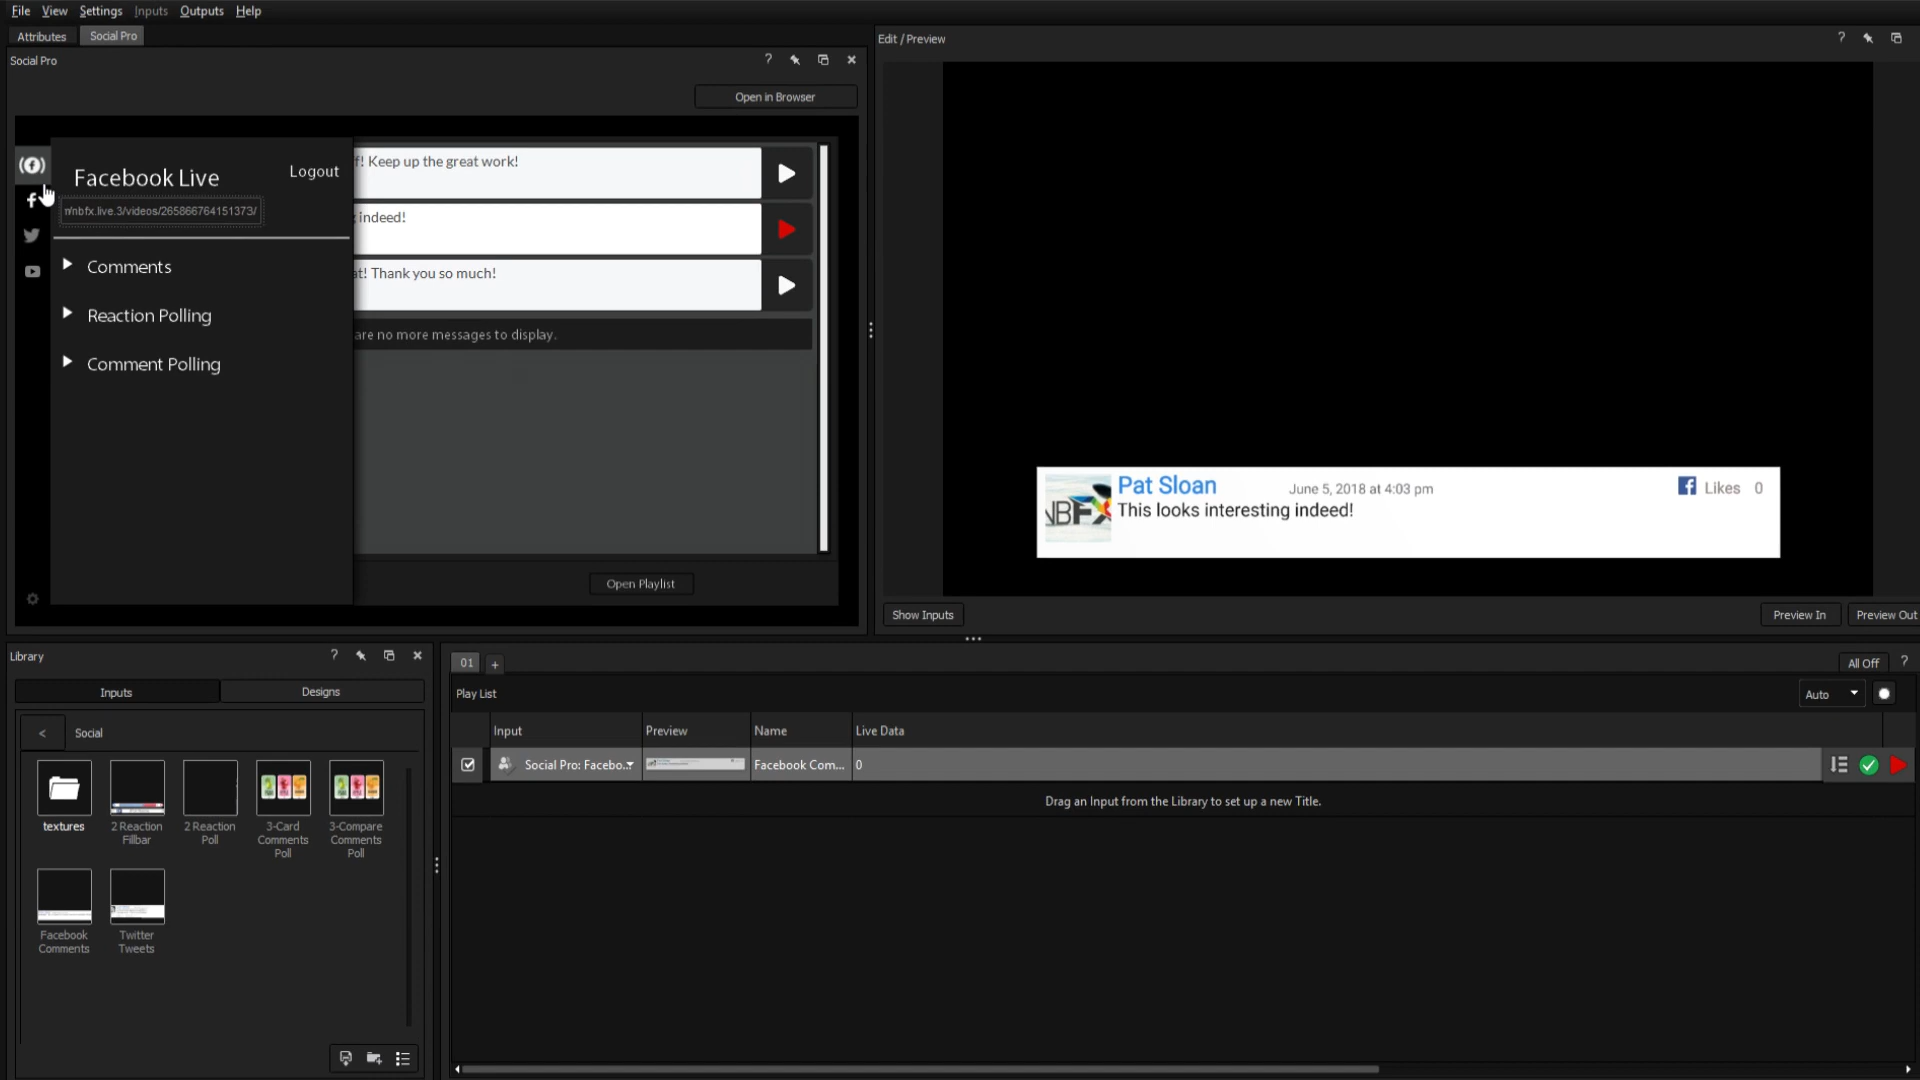 File View Settings Inputs Outputs Help
Attributes Social Pro
Social Pro
Open in Browser
Facebook Live
Logout
nbfx.live.3/videos/265866764151373/
Comments
Reaction Polling
Comment Polling
f! Keep up the great work!
indeed!
at! Thank you so much!
are no more messages to display.
Open Playlist
Edit / Preview
Pat Sloan
June 5, 2018 at 4:03 pm
Likes 0
This looks interesting indeed!
Show Inputs
Preview In
Preview Out
Library
Inputs
Designs
<
Social
textures
2 Reaction
Fillbar
2 Reaction
Poll
3-Card
Comments
Poll
3-Compare
Comments
Poll
Facebook
Comments
Twitter
Tweets
01 +
All Off ?
Play List
Auto
Input Preview Name Live Data
Social Pro: Facebo... Facebook Com... 0
Drag an Input from the Library to set up a new Title.